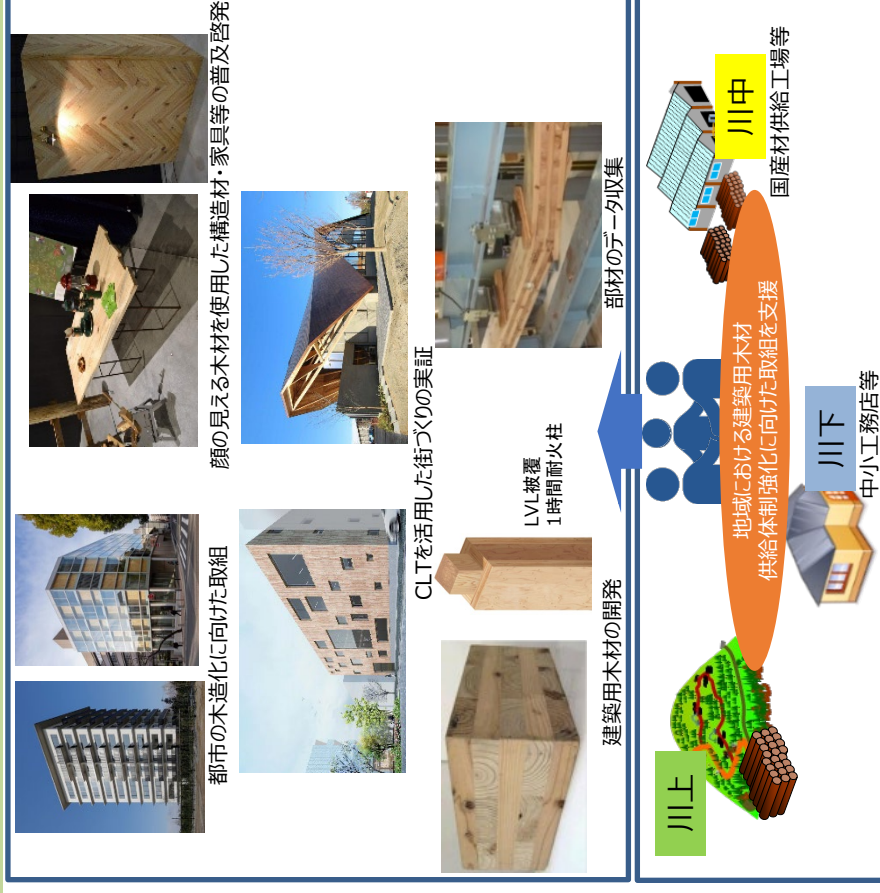 都市の木造化に向けた取組
顔の見える木材を使用した構造材・家具等の普及啓発
CLTを活用した街づくりの実証
LVL被覆
1時間耐火柱
建築用木材の開発
部材のデータ収集
川上
地域における建築用木材
供給体制強化に向けた取組を支援
川中
国産材供給工場等
川下
中小工務店等